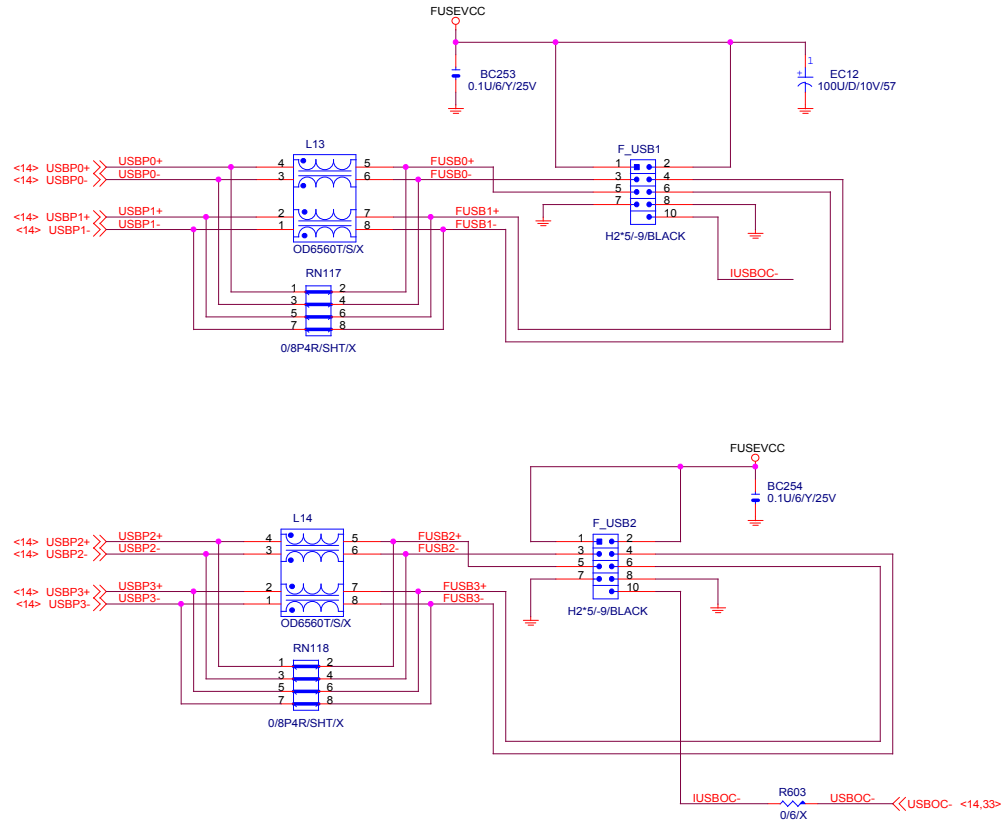 FUSEVCC
1
BC253
0.1U/6/Y/25V
EC12
+
100U/D/10V/57
L13
F_USB1
<14> USBP0+ USBP0+ 4 5 FUSB0+ 1 2
<14> USBP0- USBP0- 3 6 FUSB0- 3 4
5 6
<14> USBP1+ USBP1+ 2 7 FUSB1+ 7 8
<14> USBP1- USBP1- 1 8 FUSB1- 10
OD6560T/S/X
H2*5/-9/BLACK
RN117
IUSBOC-
1 2
3 4
5 6
7 8
0/8P4R/SHT/X
FUSEVCC
BC254
0.1U/6/Y/25V
L14
F_USB2
<14> USBP2+ USBP2+ 4 5 FUSB2+ 1 2
<14> USBP2- USBP2- 3 6 FUSB2- 3 4
5 6
7 8
<14> USBP3+ USBP3+ 2 7 FUSB3+ 10
<14> USBP3- USBP3- 1 8 FUSB3-
H2*5/-9/BLACK
OD6560T/S/X
RN118
1 2
3 4
5 6
7 8
0/8P4R/SHT/X
R603
IUSBOC- USBOC- USBOC- <14,33>
0/6/X